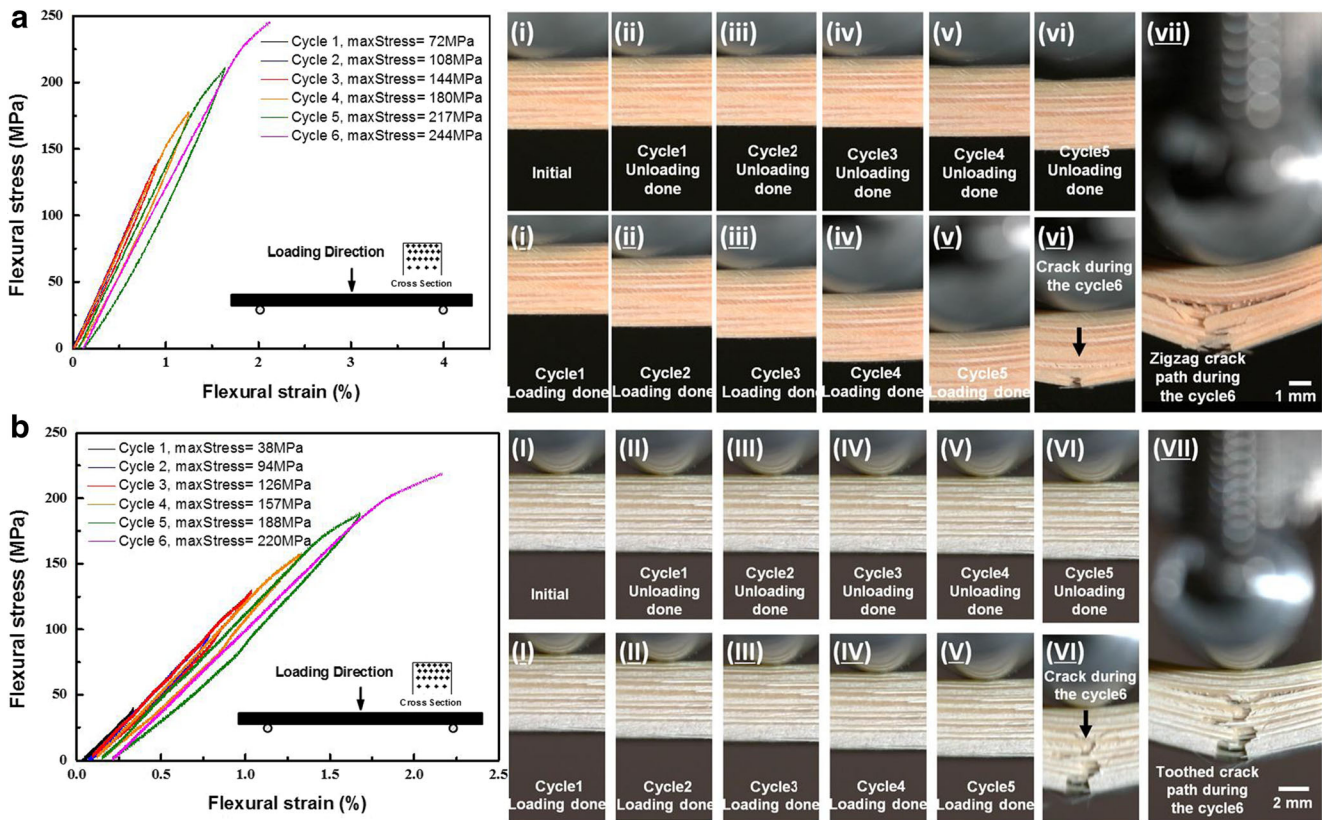 a
250
200
150
100
50
0
Flexural stress (MPa)
Cycle 1, maxStress= 72MPa
Cycle 2, maxStress= 108MPa
Cycle 3, maxStress= 144MPa
Cycle 4, maxStress= 180MPa
Cycle 5, maxStress= 217MPa
Cycle 6, maxStress= 244MPa
Loading Direction
Cross Section
0 1 2 3 4
Flexural strain (%)
(i) (ii) (iii) (iv) (v) (vi) (vii)
Initial
Cycle1
Unloading
done
Cycle2
Unloading
done
Cycle3
Unloading
done
Cycle4
Unloading
done
Cycle5
Unloading
done
(i) (ii) (iii) (iv) (v) (vi)
Cycle1
Loading done
Cycle2
Loading done
Cycle3
Loading done
Cycle4
Loading done
Cycle5
Loading done
Crack during
the cycle6
Zigzag crack
path during
the cycle6
1 mm
b
250
200
150
100
50
0
Flexural stress (MPa)
Cycle 1, maxStress= 38MPa
Cycle 2, maxStress= 94MPa
Cycle 3, maxStress= 126MPa
Cycle 4, maxStress= 157MPa
Cycle 5, maxStress= 188MPa
Cycle 6, maxStress= 220MPa
Loading Direction
Cross Section
0.0 0.5 1.0 1.5 2.0 2.5
Flexural strain (%)
(I) (II) (III) (IV) (V) (VI) (VII)
Initial
Cycle1
Unloading
done
Cycle2
Unloading
done
Cycle3
Unloading
done
Cycle4
Unloading
done
Cycle5
Unloading
done
(I) (II) (III) (IV) (V) (VI)
Cycle1
Loading done
Cycle2
Loading done
Cycle3
Loading done
Cycle4
Loading done
Cycle5
Loading done
Crack during
the cycle6
Toothed crack
path during
the cycle6
2 mm